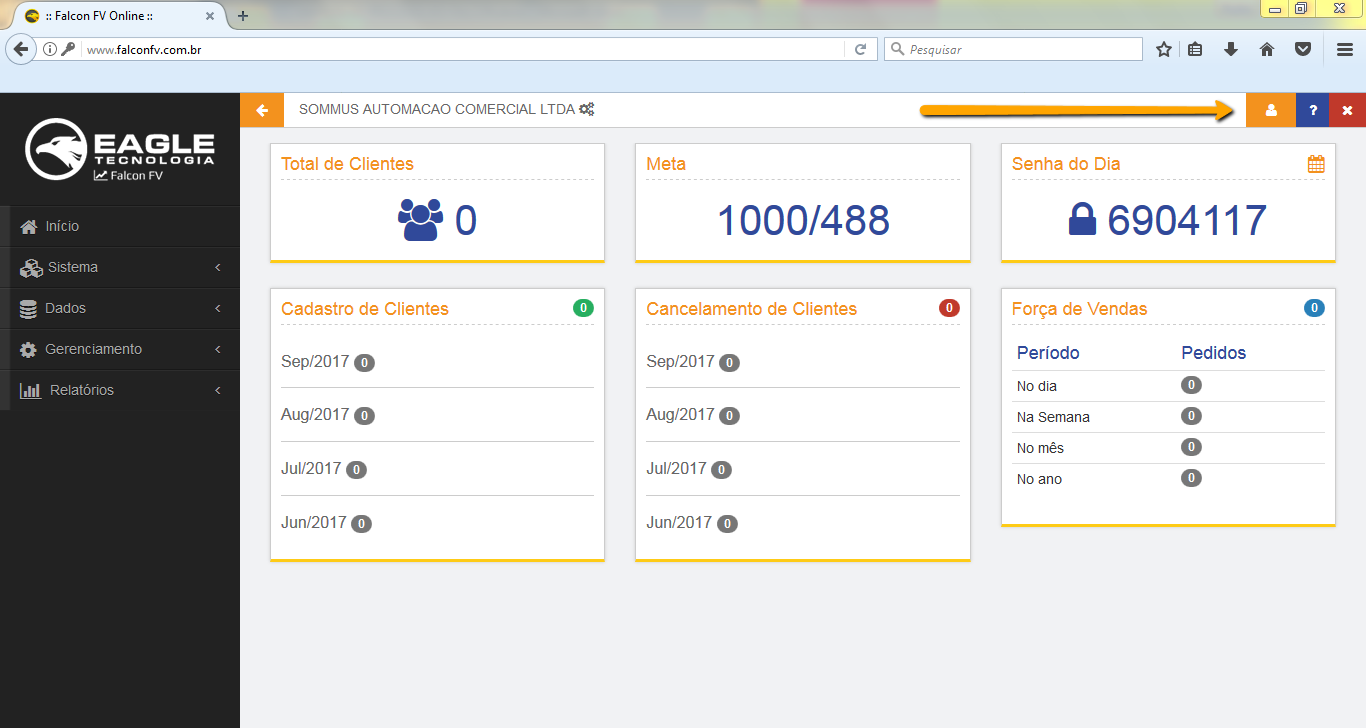 :: Falcon FV Online ::
www.falconfv.com.br
Pesquisar
EAGLE
TECNOLOGIA
Falcon FV
SOMMUS AUTOMACAO COMERCIAL LTDA
?
Início
Sistema
Dados
Gerenciamento
Relatórios
Total de Clientes
0
Meta
1000/488
Senha do Dia
6904117
Cadastro de Clientes 0
Sep/2017 0
Aug/2017 0
Jul/2017 0
Jun/2017 0
Cancelamento de Clientes 0
Sep/2017 0
Aug/2017 0
Jul/2017 0
Jun/2017 0
Força de Vendas 0
Período Pedidos
No dia 0
Na Semana 0
No mês 0
No ano 0